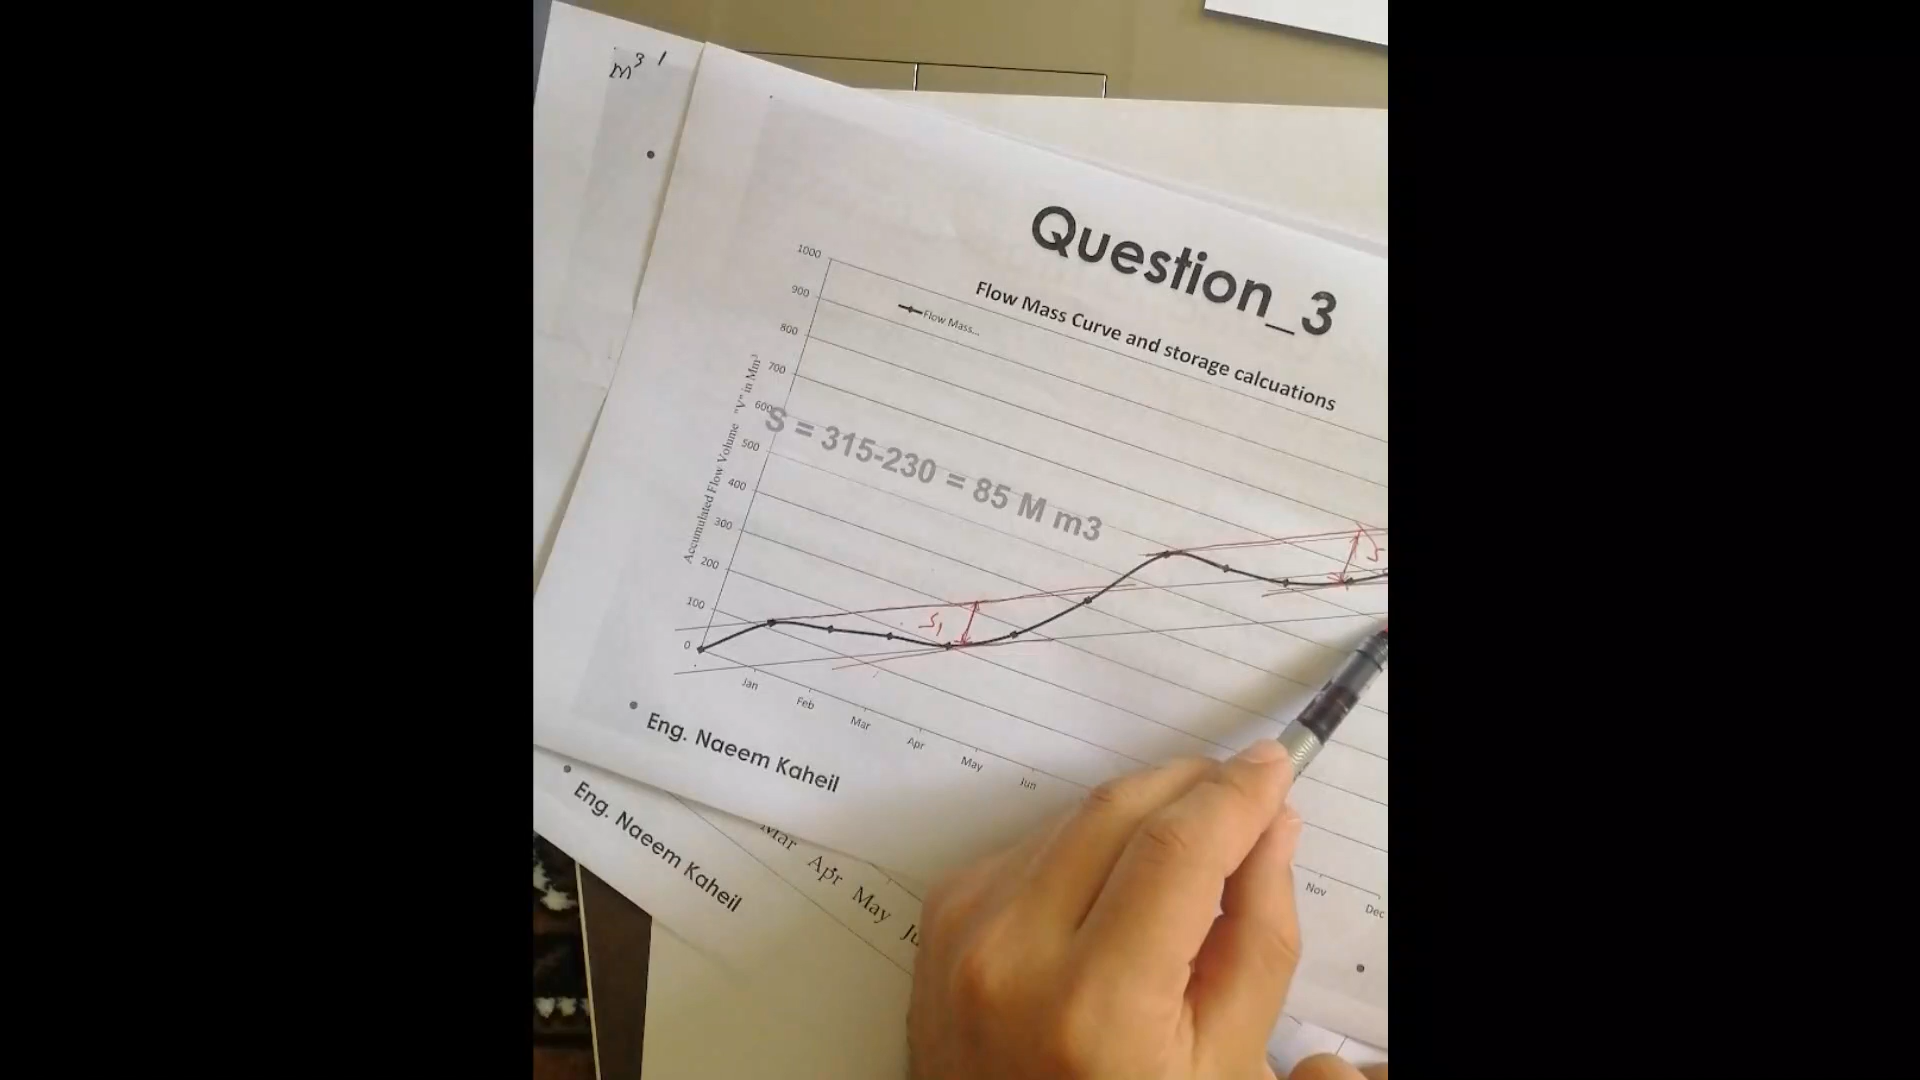 m³ /
Question_3
Flow Mass Curve and storage calcuations
Flow Mass...
1000
900
800
700
600
500
400
300
200
100
0
Accumulated Flow Volume "V" in Mm³
S = 315-230 = 85 M m3
S₁
S
Jan
Feb
Mar
Apr
May
Jun
Nov
Dec
• Eng. Naeem Kaheil
• Eng. Naeem Kaheil
Mar Apr May Ju